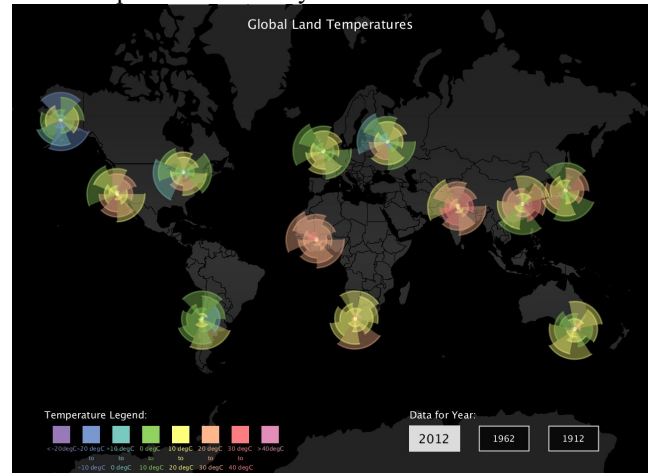 Global Land Temperatures
Temperature Legend:
<-20degC
-20 degC
to
-10 degC
-10 degC
to
0 degC
0 degC
to
10 degC
10 degC
to
20 degC
20 degC
to
30 degC
30 degC
to
40 degC
>40degC
Data for Year:
2012
1962
1912